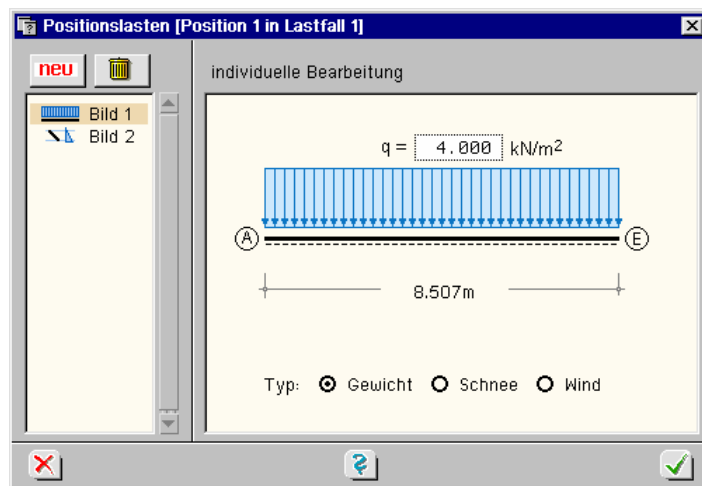 Positionslasten [Position 1 in Lastfall 1]
neu
individuelle Bearbeitung
Bild 1
Bild 2
q = 4.000 kN/m²
A
E
8.507m
Typ: Gewicht Schnee Wind